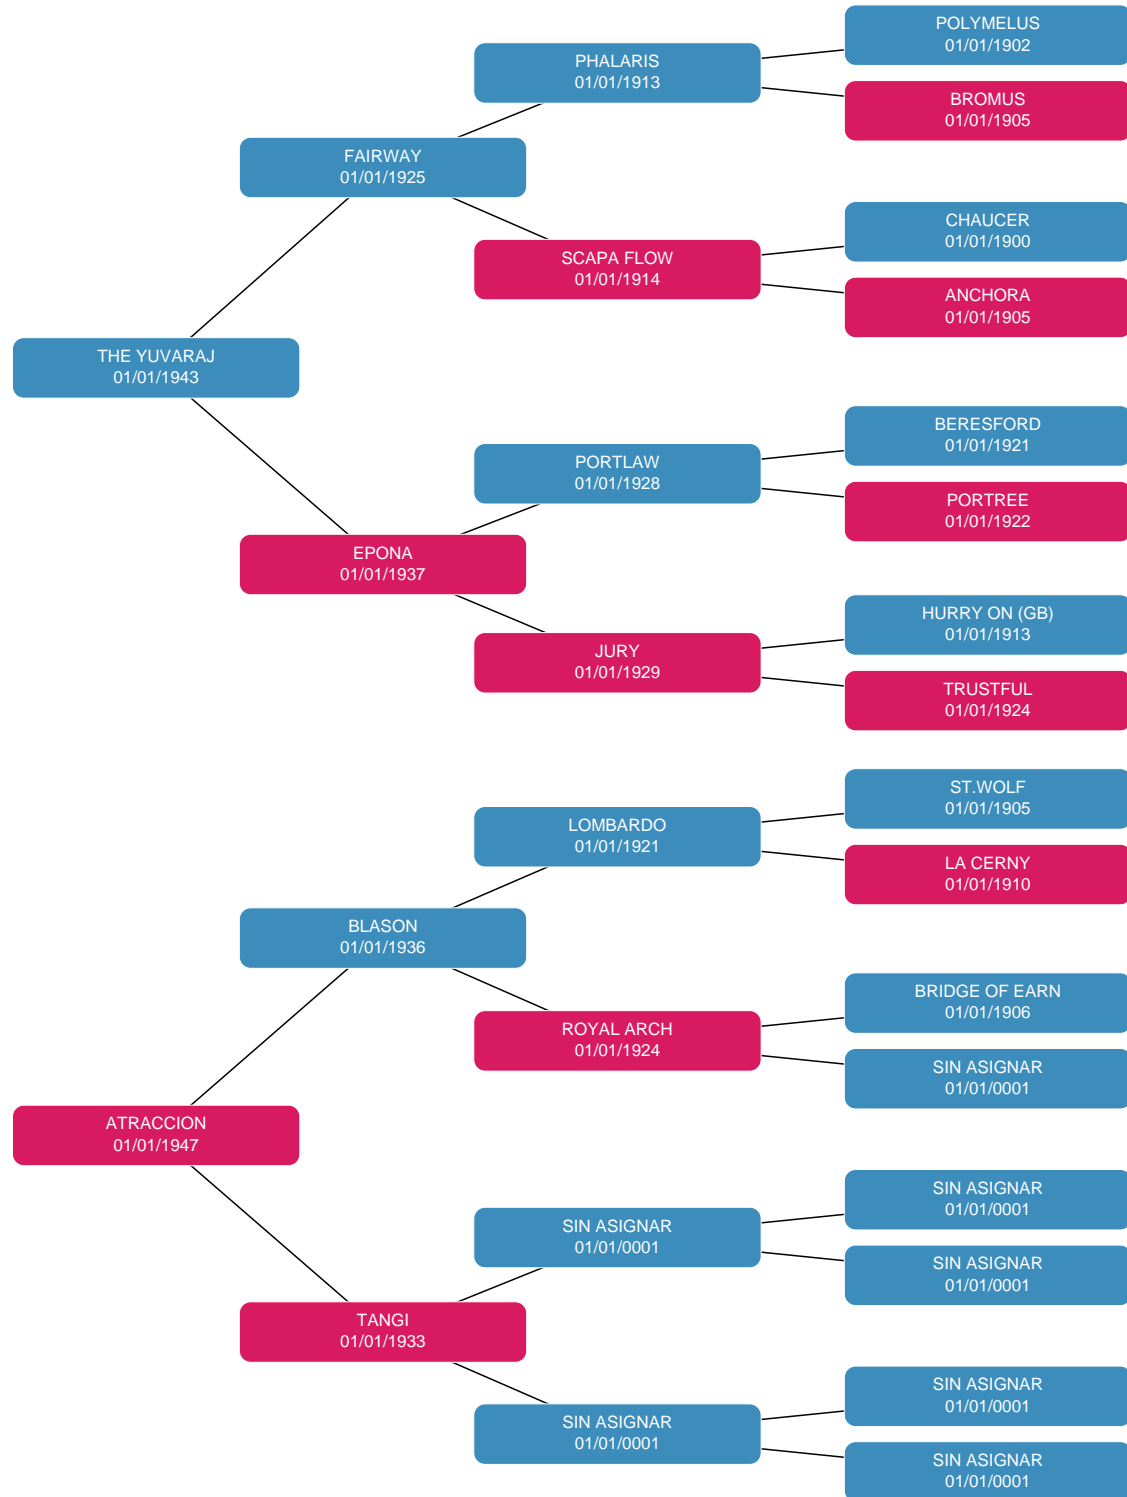 POLYMELUS
01/01/1902
PHALARIS
01/01/1913
BROMUS
01/01/1905
FAIRWAY
01/01/1925
CHAUCER
01/01/1900
SCAPA FLOW
01/01/1914
ANCHORA
01/01/1905
THE YUVARAJ
01/01/1943
BERESFORD
01/01/1921
PORTLAW
01/01/1928
PORTREE
01/01/1922
EPONA
01/01/1937
HURRY ON (GB)
01/01/1913
JURY
01/01/1929
TRUSTFUL
01/01/1924
ST.WOLF
01/01/1905
LOMBARDO
01/01/1921
LA CERNY
01/01/1910
BLASON
01/01/1936
BRIDGE OF EARN
01/01/1906
ROYAL ARCH
01/01/1924
SIN ASIGNAR
01/01/0001
ATRACCION
01/01/1947
SIN ASIGNAR
01/01/0001
SIN ASIGNAR
01/01/0001
SIN ASIGNAR
01/01/0001
TANGI
01/01/1933
SIN ASIGNAR
01/01/0001
SIN ASIGNAR
01/01/0001
SIN ASIGNAR
01/01/0001